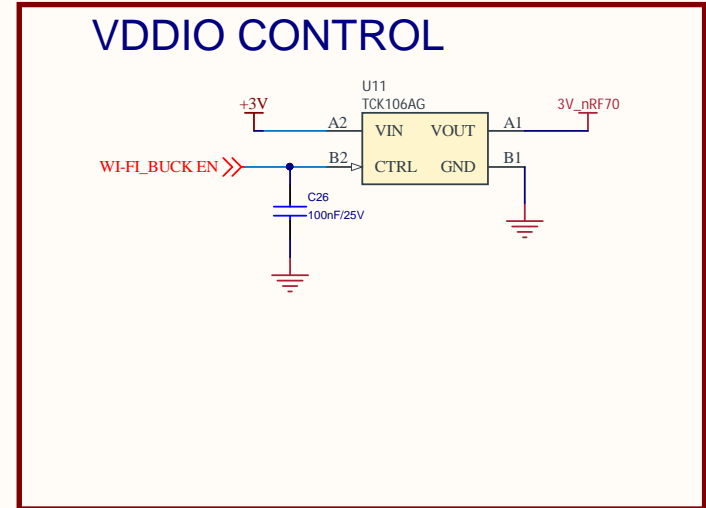 VDDIO CONTROL
U11
TCK106AG
+3V
3V_nRF70
A2 VIN VOUT A1
WI-FI_BUCK EN B2 CTRL GND B1
C26
100nF/25V